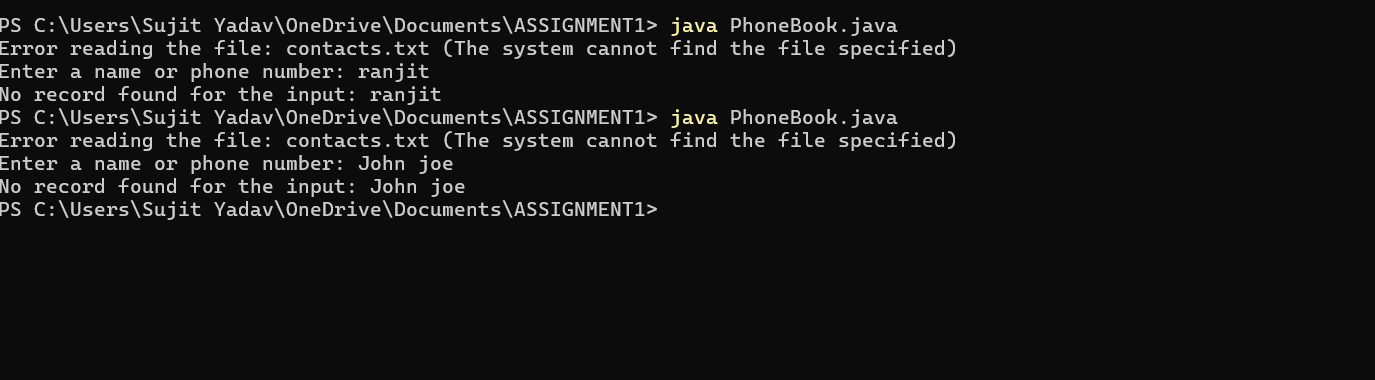 PS C:\Users\Sujit Yadav\OneDrive\Documents\ASSIGNMENT1> java PhoneBook.java
Error reading the file: contacts.txt (The system cannot find the file specified)
Enter a name or phone number: ranjit
No record found for the input: ranjit
PS C:\Users\Sujit Yadav\OneDrive\Documents\ASSIGNMENT1> java PhoneBook.java
Error reading the file: contacts.txt (The system cannot find the file specified)
Enter a name or phone number: John joe
No record found for the input: John joe
PS C:\Users\Sujit Yadav\OneDrive\Documents\ASSIGNMENT1>